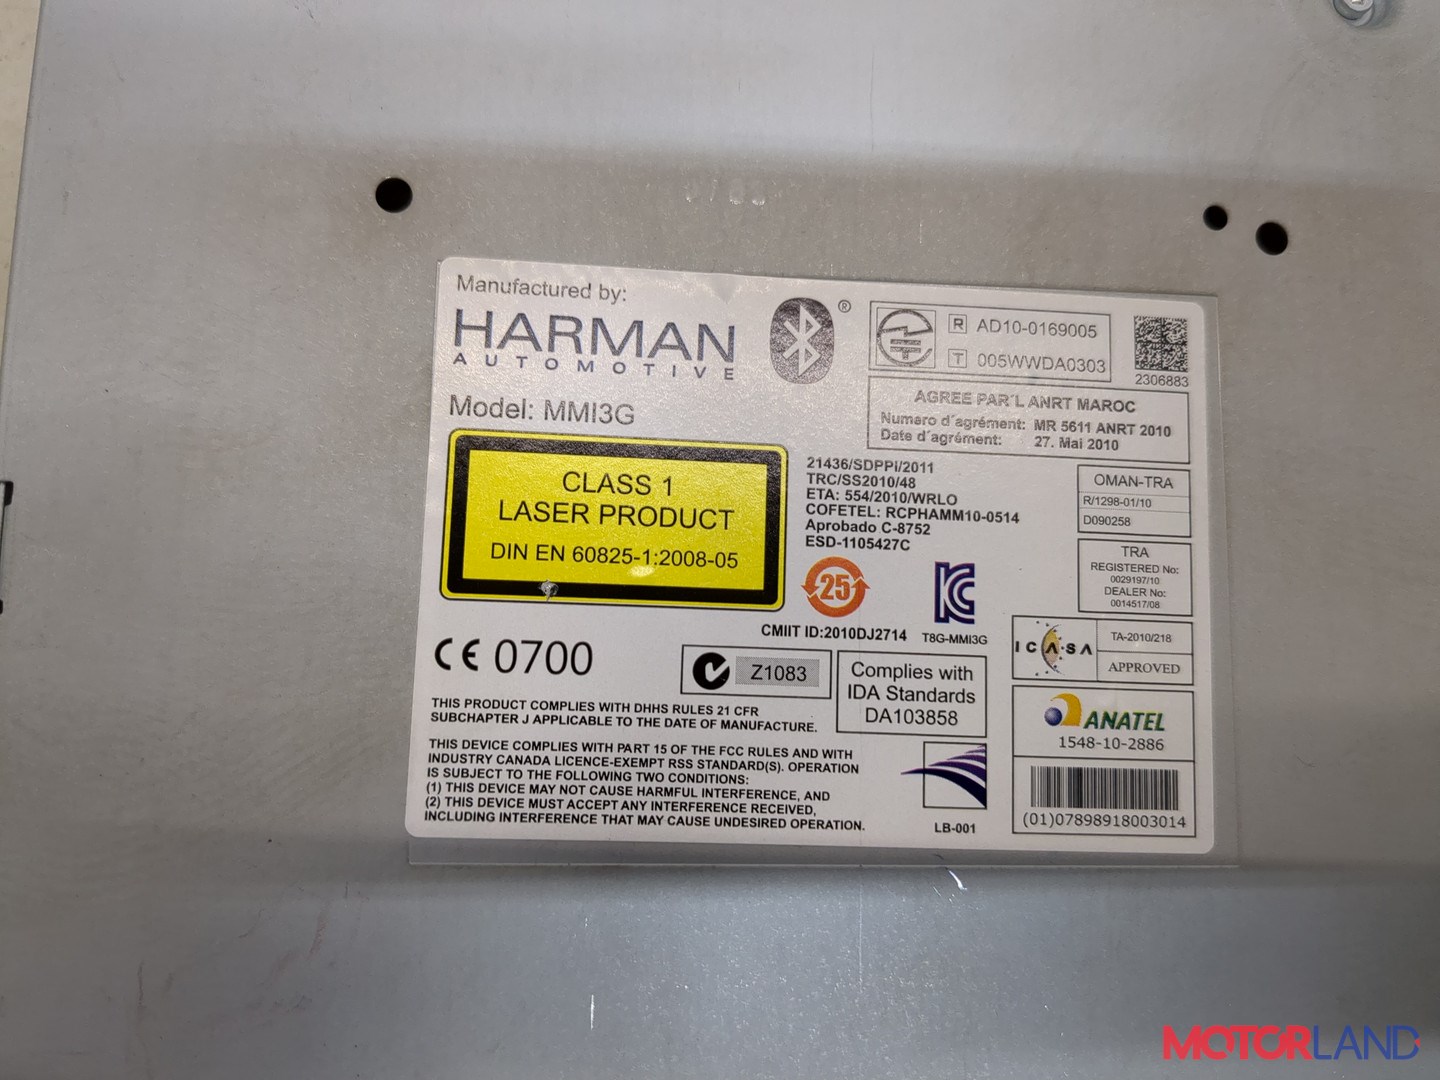 Manufactured by:
HARMAN
AUTOMOTIVE
®
Model: MMI3G
R AD10-0169005
T 005WWDA0303
2306883
AGREE PAR´L ANRT MAROC
Numero d´agrément: MR 5611 ANRT 2010
Date d´agrément: 27. Mai 2010
CLASS 1
LASER PRODUCT
DIN EN 60825-1:2008-05
21436/SDPPI/2011
TRC/SS2010/48
ETA: 554/2010/WRLO
COFETEL: RCPHAMM10-0514
Aprobado C-8752
ESD-1105427C
OMAN-TRA
R/1298-01/10
D090258
TRA
REGISTERED No:
0029197/10
DEALER No:
0014517/08
25
CMIIT ID:2010DJ2714
T8G-MMI3G
ICASA
TA-2010/218
APPROVED
CE 0700
Z1083
Complies with
IDA Standards
DA103858
ANATEL
1548-10-2886
(01)07898918003014
THIS PRODUCT COMPLIES WITH DHHS RULES 21 CFR
SUBCHAPTER J APPLICABLE TO THE DATE OF MANUFACTURE.
THIS DEVICE COMPLIES WITH PART 15 OF THE FCC RULES AND WITH
INDUSTRY CANADA LICENCE-EXEMPT RSS STANDARD(S). OPERATION
IS SUBJECT TO THE FOLLOWING TWO CONDITIONS:
(1) THIS DEVICE MAY NOT CAUSE HARMFUL INTERFERENCE, AND
(2) THIS DEVICE MUST ACCEPT ANY INTERFERENCE RECEIVED,
INCLUDING INTERFERENCE THAT MAY CAUSE UNDESIRED OPERATION.
LB-001
MOTORLAND